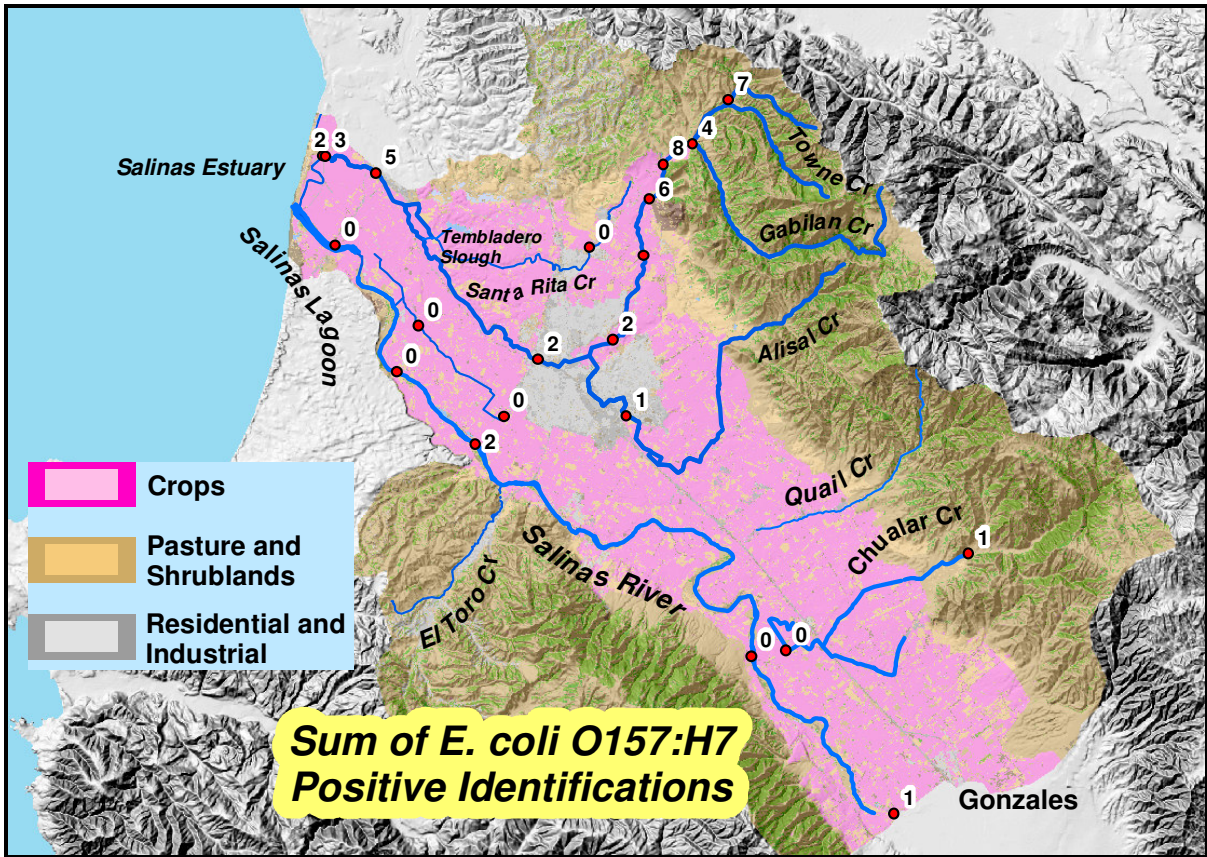 7
4
8
6
2 3
5
Salinas Estuary
Towne Cr
Gabilan Cr
0
0
Tembladero
Slough
Santa Rita Cr
Salinas Lagoon
0
2
2
Alisal Cr
0
1
0
2
Crops
Pasture and
Shrublands
Residential and
Industrial
Quail Cr
Chualar Cr
1
Salinas River
El Toro Cr
0
0
Sum of E. coli O157:H7
Positive Identifications
1
Gonzales